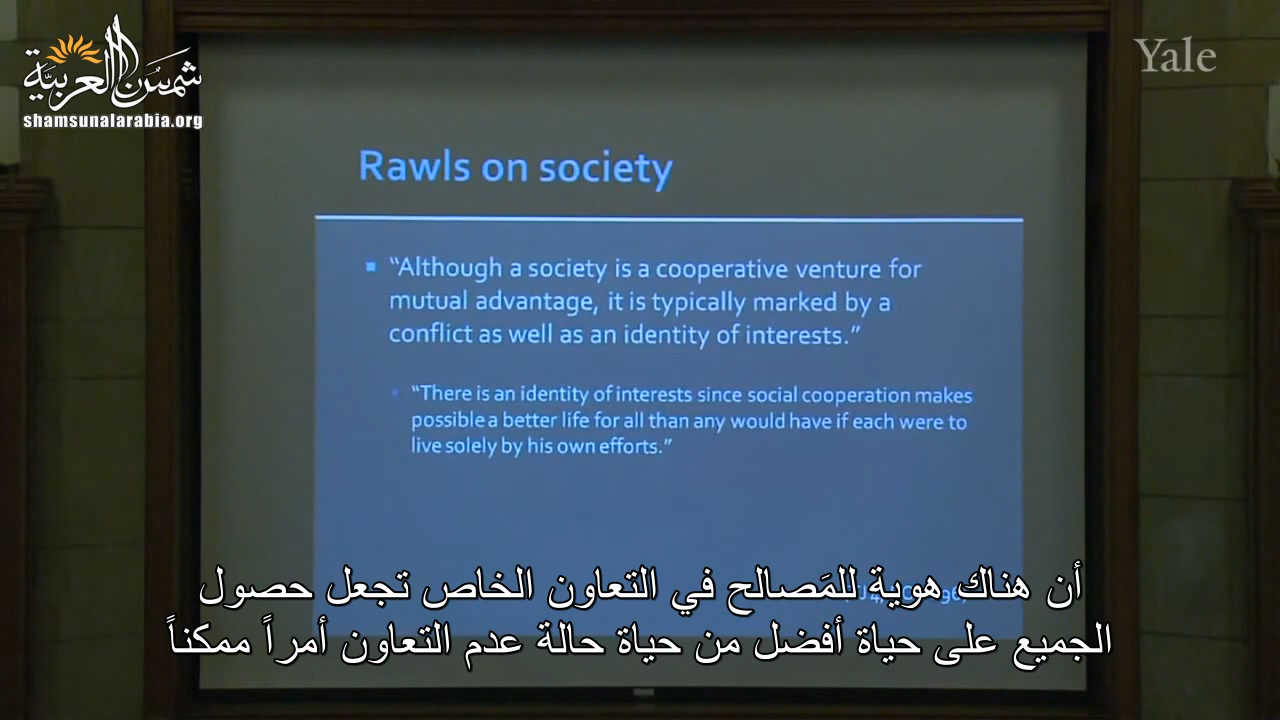 شمس العربية
shamsunalarabia.org
Yale
Rawls on society
“Although a society is a cooperative venture for
mutual advantage, it is typically marked by a
conflict as well as an identity of interests.”
“There is an identity of interests since social cooperation makes
possible a better life for all than any would have if each were to
live solely by his own efforts.”
أن هناك هوية للمَصالح في التعاون الخاص تجعل حصول
الجميع على حياة أفضل من حياة حالة عدم التعاون أمراً ممكناً